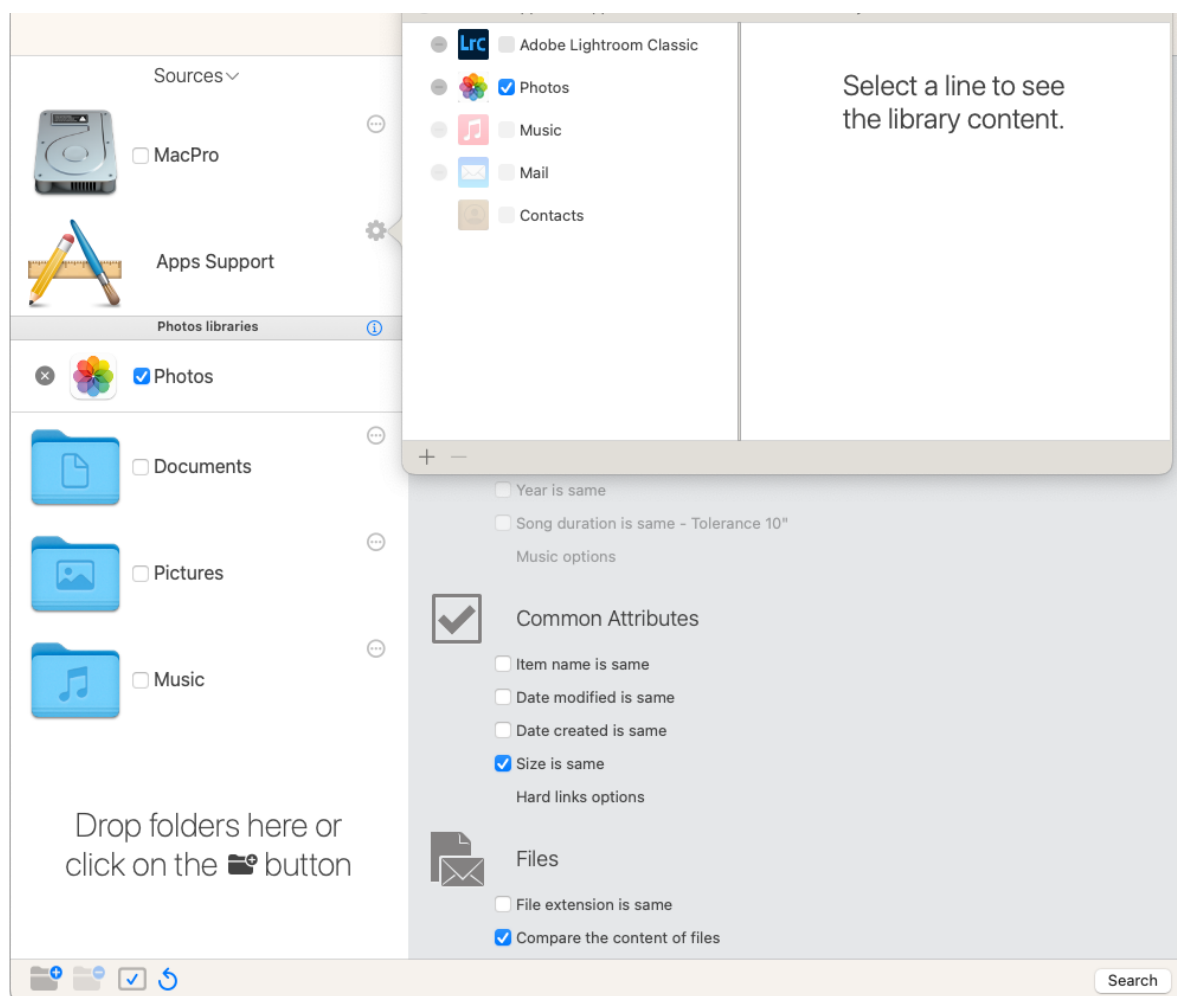 Sources
MacPro
Apps Support
Photos libraries
Photos
Documents
Pictures
Music
Drop folders here or
click on the button
Lrc
Adobe Lightroom Classic
Photos
Music
Mail
Contacts
Select a line to see
the library content.
Year is same
Song duration is same - Tolerance 10"
Music options
Common Attributes
Item name is same
Date modified is same
Date created is same
Size is same
Hard links options
Files
File extension is same
Compare the content of files
Search